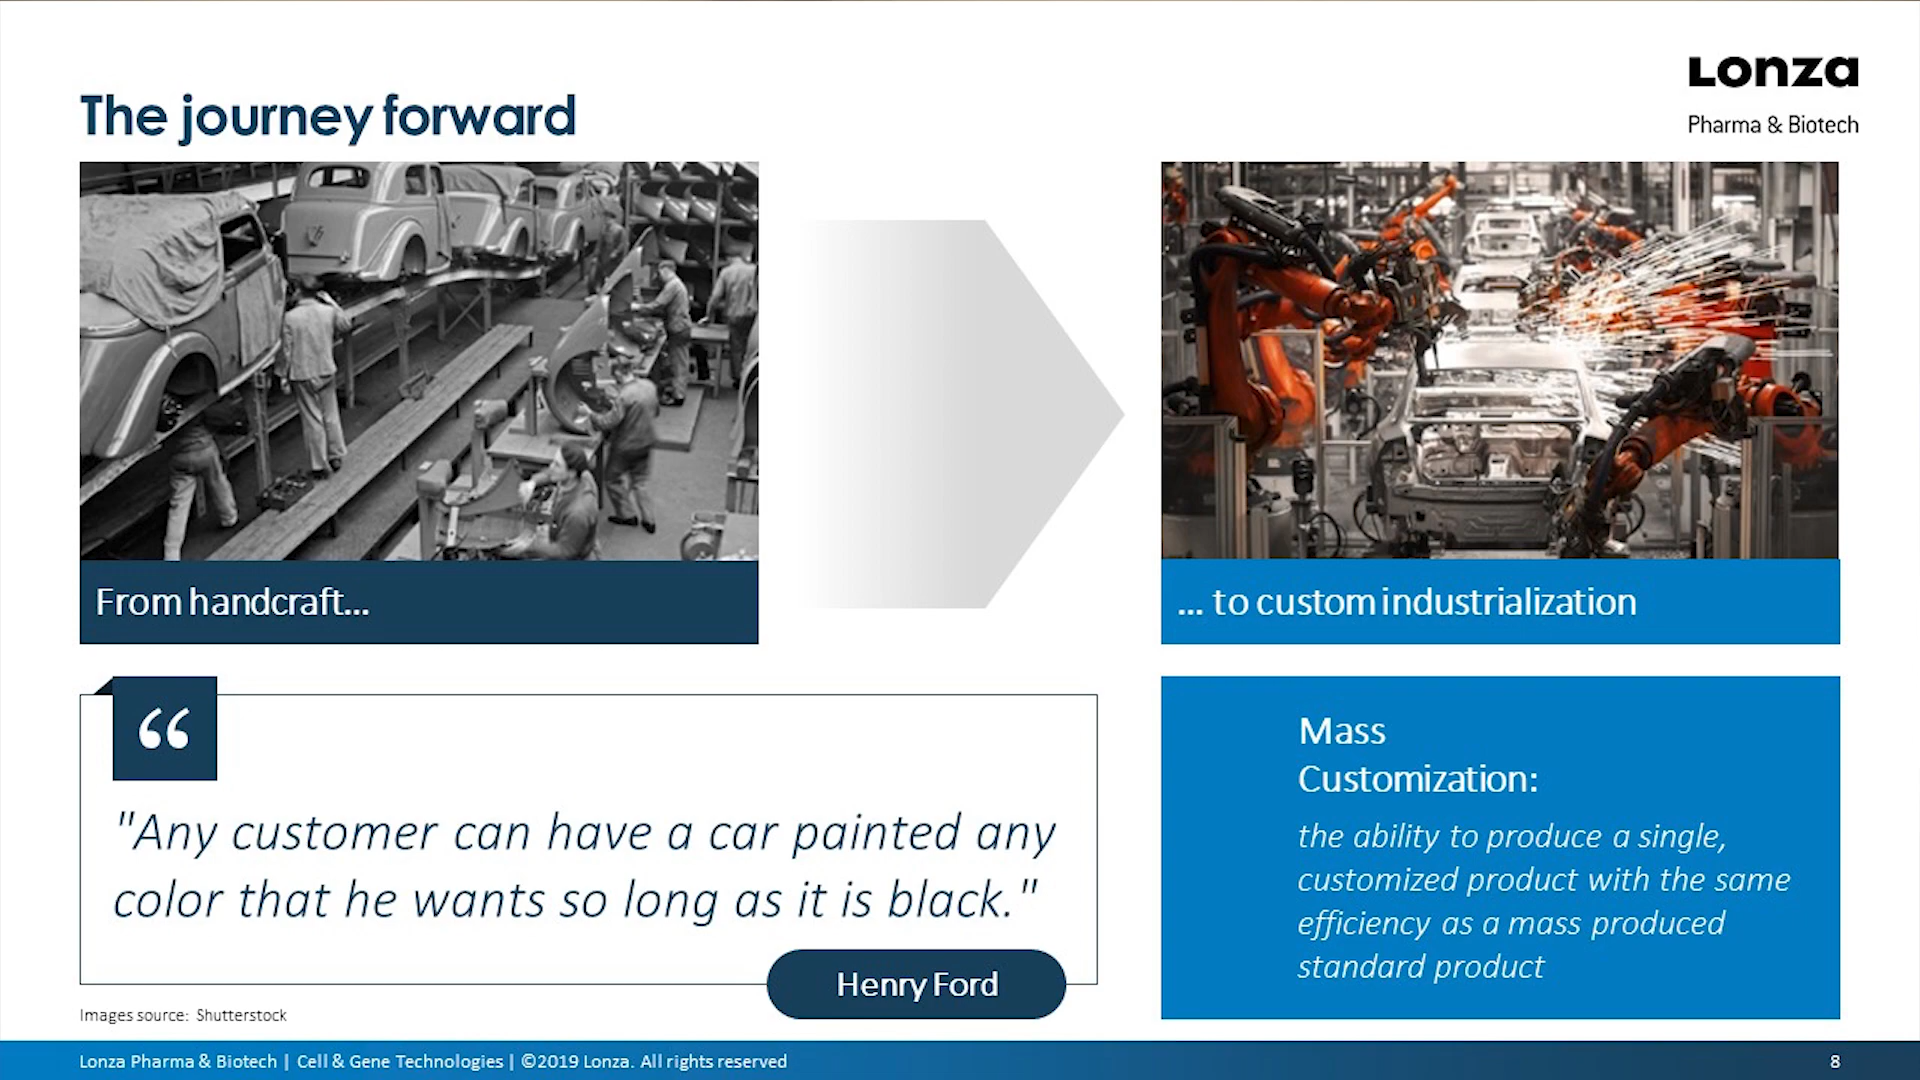 The journey forward
Lonza
Pharma & Biotech
From handcraft...
... to custom industrialization
“
"Any customer can have a car painted any
color that he wants so long as it is black."
Henry Ford
Mass
Customization:
the ability to produce a single,
customized product with the same
efficiency as a mass produced
standard product
Images source: Shutterstock
Lonza Pharma & Biotech | Cell & Gene Technologies | ©2019 Lonza. All rights reserved
8